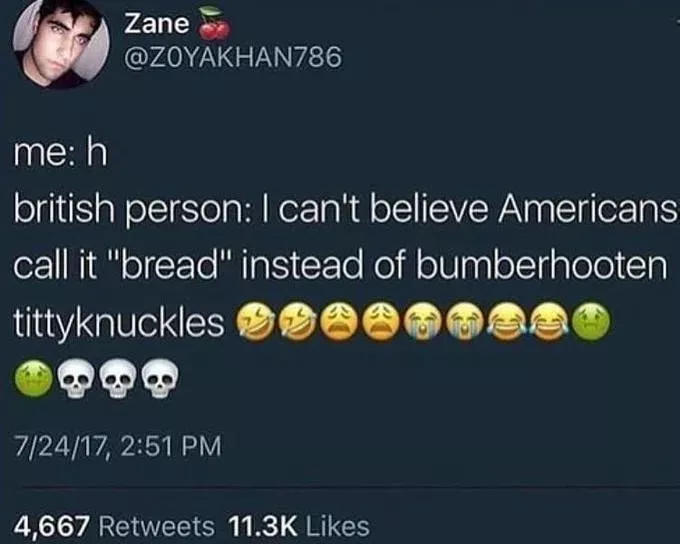 Zane 🍒
@Z0YAKHAN786
me: h
british person: I can't believe Americans
call it "bread" instead of bumberhooten
tittyknuckles 🤣🤣😩😩😭😭😂😂🤢
🤢💀💀💀
7/24/17, 2:51 PM
4,667 Retweets 11.3K Likes